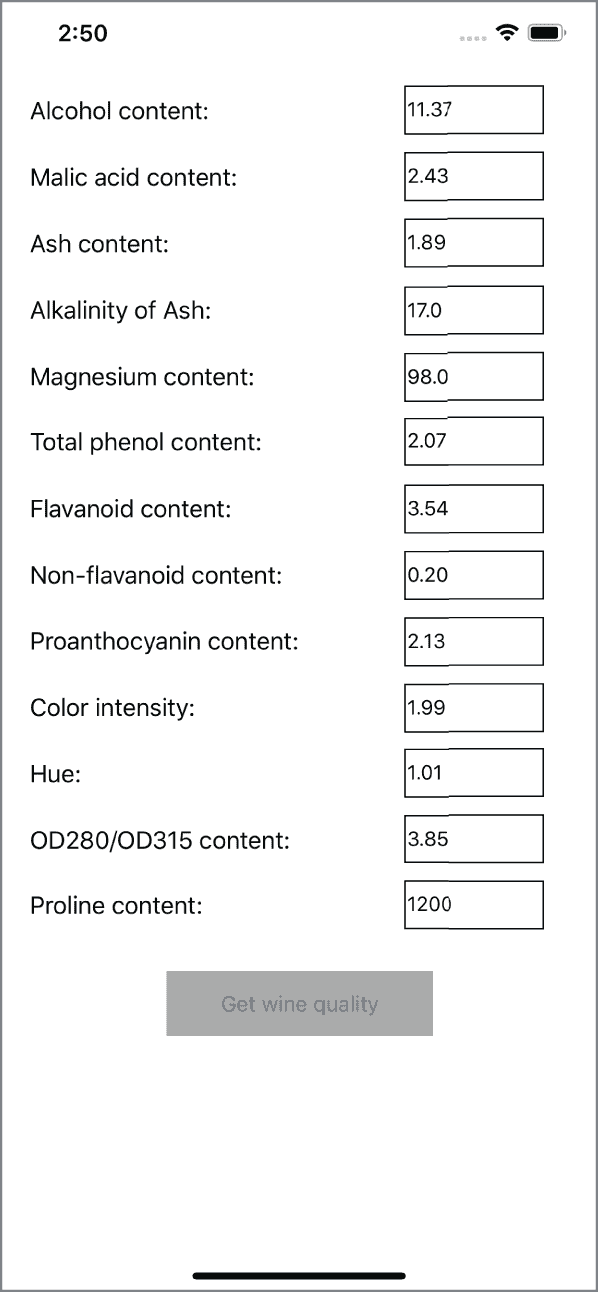 2:50
Alcohol content: 11.37
Malic acid content: 2.43
Ash content: 1.89
Alkalinity of Ash: 17.0
Magnesium content: 98.0
Total phenol content: 2.07
Flavanoid content: 3.54
Non-flavanoid content: 0.20
Proanthocyanin content: 2.13
Color intensity: 1.99
Hue: 1.01
OD280/OD315 content: 3.85
Proline content: 1200
Get wine quality